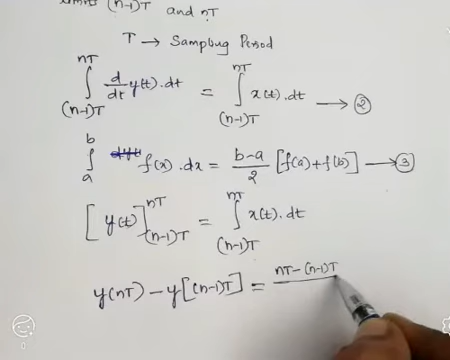 limits (n-1)T and nT
T → Sampling Period
∫_{(n-1)T}^{nT} d/dt y(t).dt = ∫_{(n-1)T}^{nT} x(t).dt → ②
∫_{a}^{b} f(x).dx = b-a/2 [f(a)+f(b)] → ③
[y(t)]_{(n-1)T}^{nT} = ∫_{(n-1)T}^{nT} x(t).dt
y(nT) - y[(n-1)T] = nT-(n-1)T